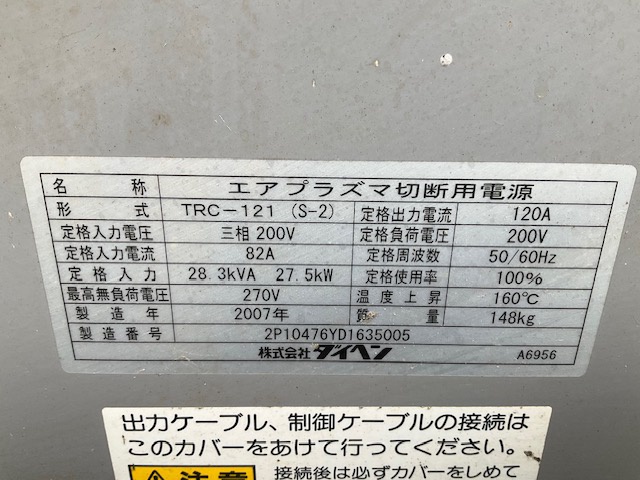 名称 エアプラズマ切断用電源
形式 TRC-121 (S-2) 定格出力電流 120A
定格入力電圧 三相 200V 定格負荷電圧 200V
定格入力電流 82A 定格周波数 50/60Hz
定格入力 28.3kVA 27.5kW 定格使用率 100%
最高無負荷電圧 270V 温度上昇 160℃
製造年 2007年 質量 148kg
製造番号 2P10476YD1635005
株式会社ダイヘン A6956
出力ケーブル、制御ケーブルの接続は
このカバーをあけて行ってください。
注意 接続後は必ずカバーをしめて